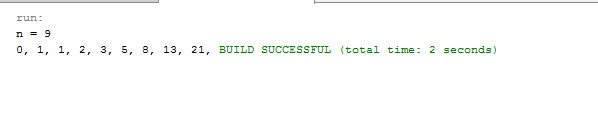 run:
n = 9
0, 1, 1, 2, 3, 5, 8, 13, 21, BUILD SUCCESSFUL (total time: 2 seconds)